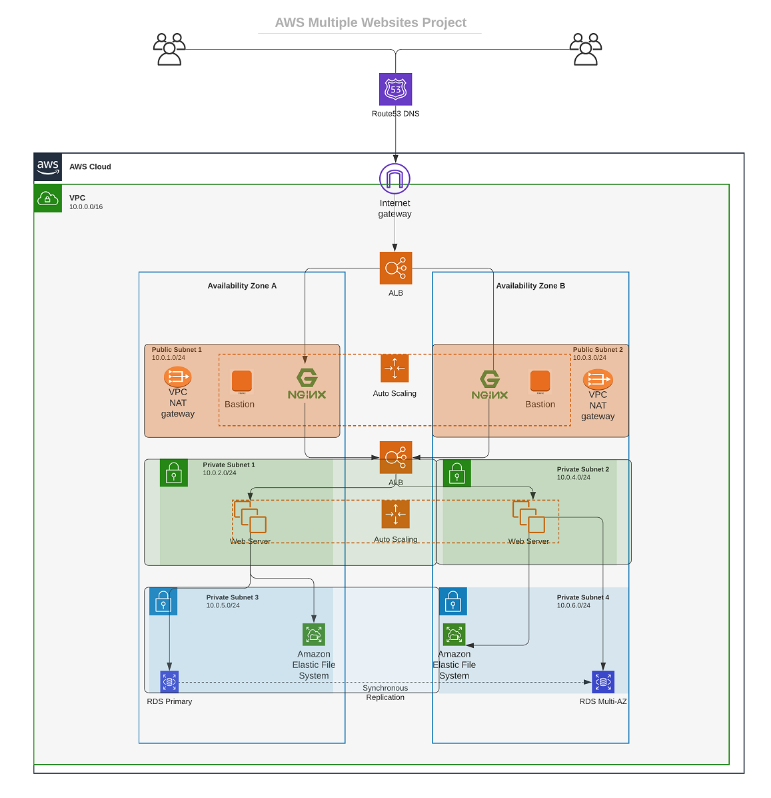 AWS Multiple Websites Project
53
Route53 DNS
aws
AWS Cloud
VPC
10.0.0.0/16
Internet
gateway
ALB
Availability Zone A
Availability Zone B
Public Subnet 1
10.0.1.0/24
Public Subnet 2
10.0.3.0/24
VPC
NAT
gateway
Bastion
NGINX
Auto Scaling
NGINX
Bastion
VPC
NAT
gateway
ALB
Private Subnet 1
10.0.2.0/24
Private Subnet 2
10.0.4.0/24
Web Server
Auto Scaling
Web Server
Private Subnet 3
10.0.5.0/24
Private Subnet 4
10.0.6.0/24
Amazon
Elastic File
System
Amazon
Elastic File
System
Synchronous
Replication
RDS Primary
RDS Multi-AZ